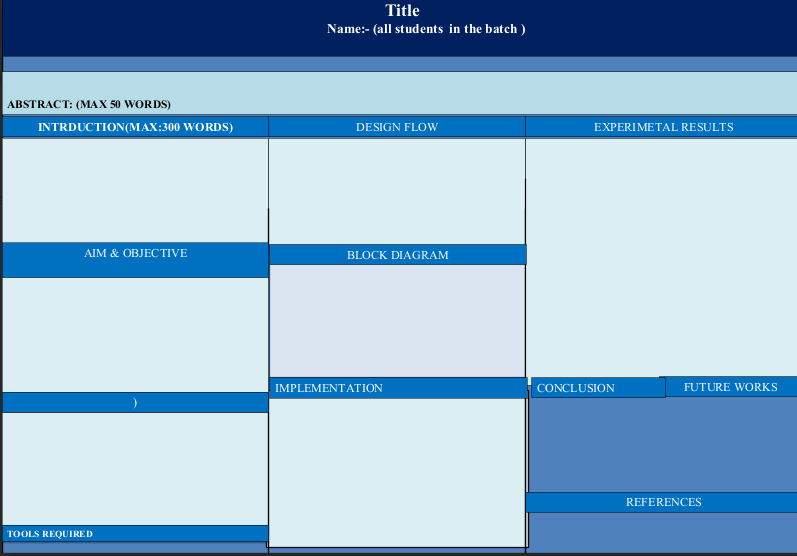 Title
Name:- (all students in the batch )
ABSTRACT: (MAX 50 WORDS)
INTRDUCTION(MAX:300 WORDS)
DESIGN FLOW
EXPERIMETAL RESULTS
AIM & OBJECTIVE
BLOCK DIAGRAM
IMPLEMENTATION
CONCLUSION
FUTURE WORKS
)
REFERENCES
TOOLS REQUIRED